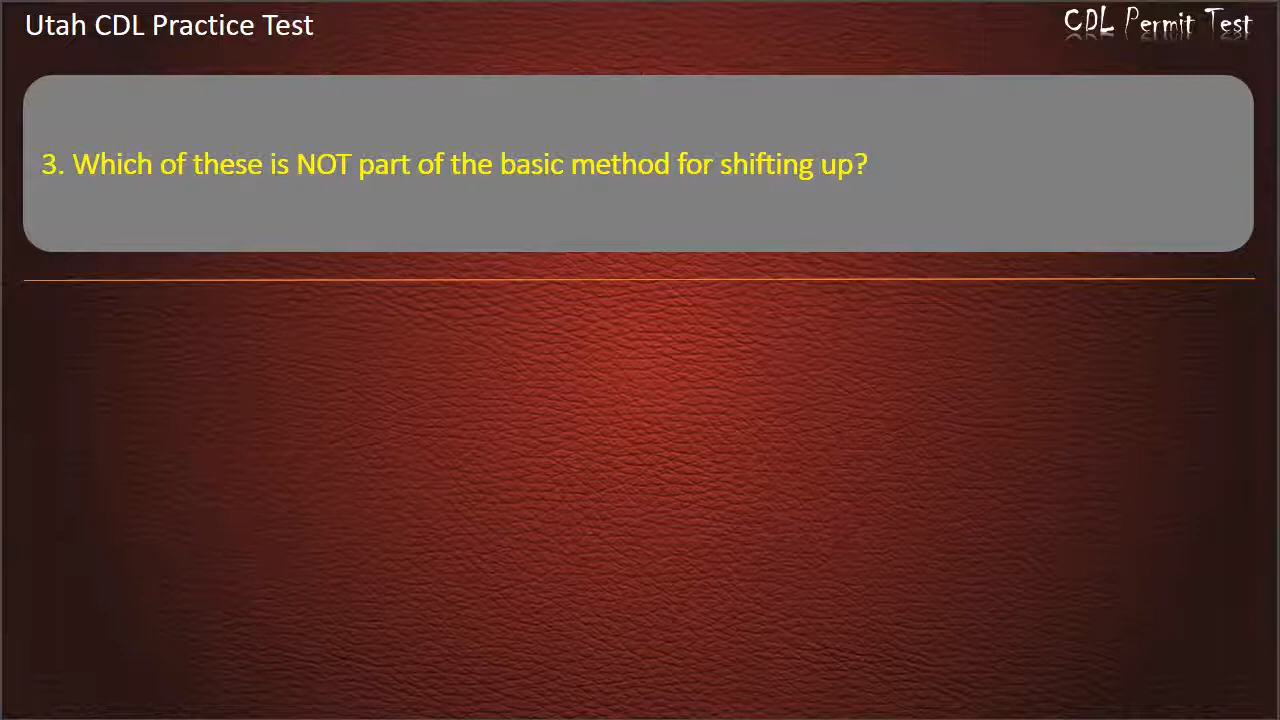 Utah CDL Practice Test
CDL Permit Test
3. Which of these is NOT part of the basic method for shifting up?